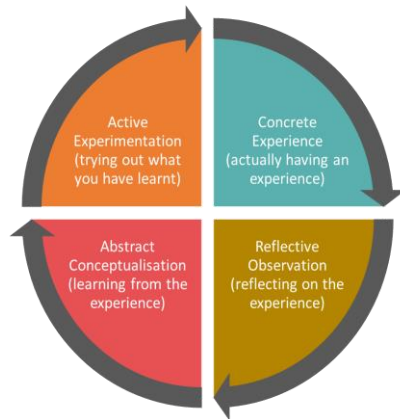 Active
Experimentation
(trying out what
you have learnt)
Concrete
Experience
(actually having an
experience)
Abstract
Conceptualisation
(learning from the
experience)
Reflective
Observation
(reflecting on the
experience)